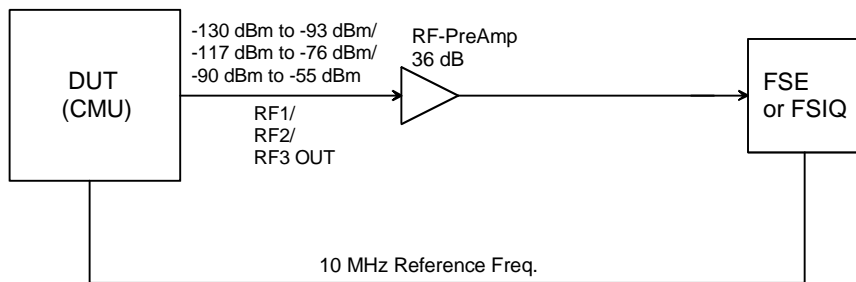 DUT
(CMU)
-130 dBm to -93 dBm/
-117 dBm to -76 dBm/
-90 dBm to -55 dBm
RF1/
RF2/
RF3 OUT
RF-PreAmp
36 dB
FSE
or FSIQ
10 MHz Reference Freq.